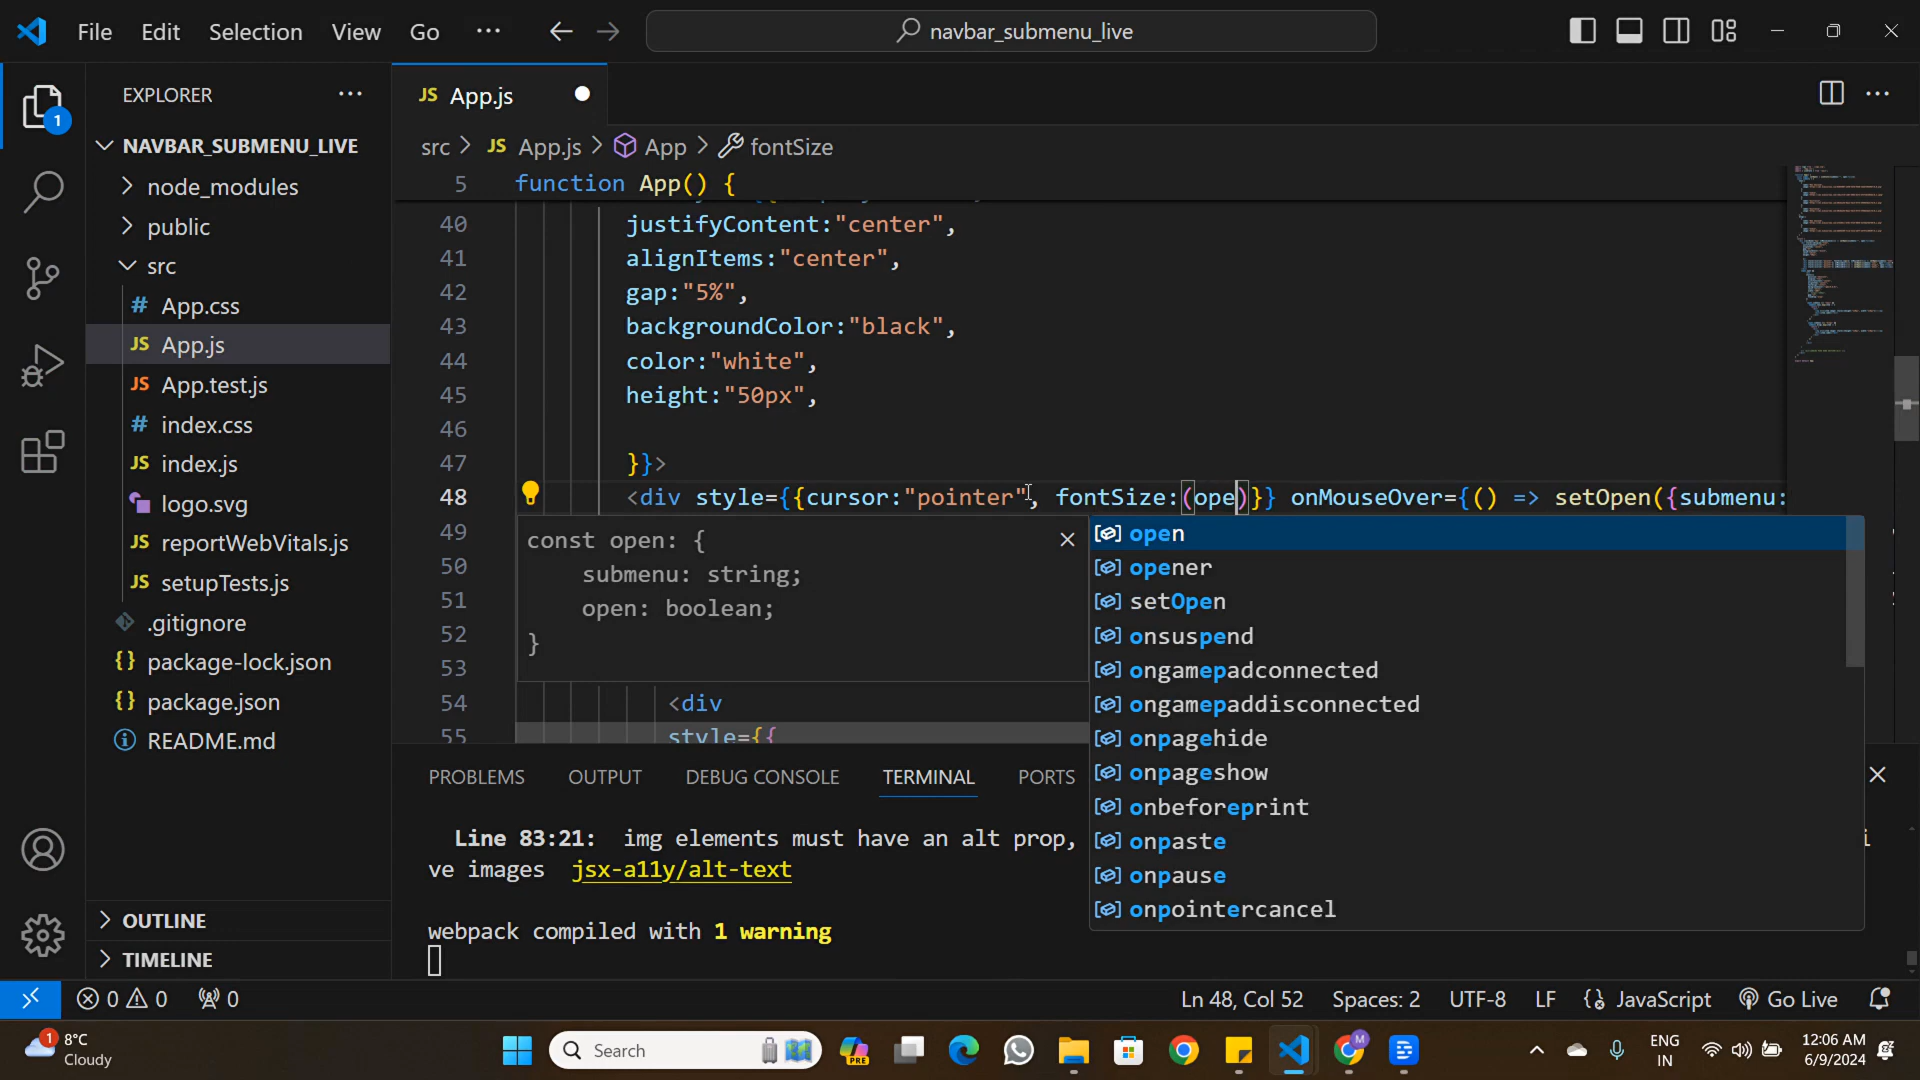 File Edit Selection View Go ··· navbar_submenu_live
EXPLORER ···
1
NAVBAR_SUBMENU_LIVE
node_modules
public
src
# App.css
JS App.js
JS App.test.js
# index.css
JS index.js
logo.svg
JS reportWebVitals.js
JS setupTests.js
.gitignore
{} package-lock.json
{} package.json
README.md
OUTLINE
TIMELINE
JS App.js
src > JS App.js > App > fontSize
5 function App() {
40 justifyContent:"center",
41 alignItems:"center",
42 gap:"5%",
43 backgroundColor:"black",
44 color:"white",
45 height:"50px",
46
47 }}>
48 <div style={{cursor:"pointer", fontSize:(ope)}} onMouseOver={() => setOpen({submenu:
49
50
51
52
53
54 <div
55 style={{
const open: {
submenu: string;
open: boolean;
}
open
opener
setOpen
onsuspend
ongamepadconnected
ongamepaddisconnected
onpagehide
onpageshow
onbeforeprint
onpaste
onpause
onpointercancel
PROBLEMS OUTPUT DEBUG CONSOLE TERMINAL PORTS
Line 83:21: img elements must have an alt prop,
ve images jsx-a11y/alt-text
webpack compiled with 1 warning
0 0 0 Ln 48, Col 52 Spaces: 2 UTF-8 LF {} JavaScript Go Live
1 8°C
Cloudy
Search
PRE
M
ENG
IN
12:06 AM
6/9/2024